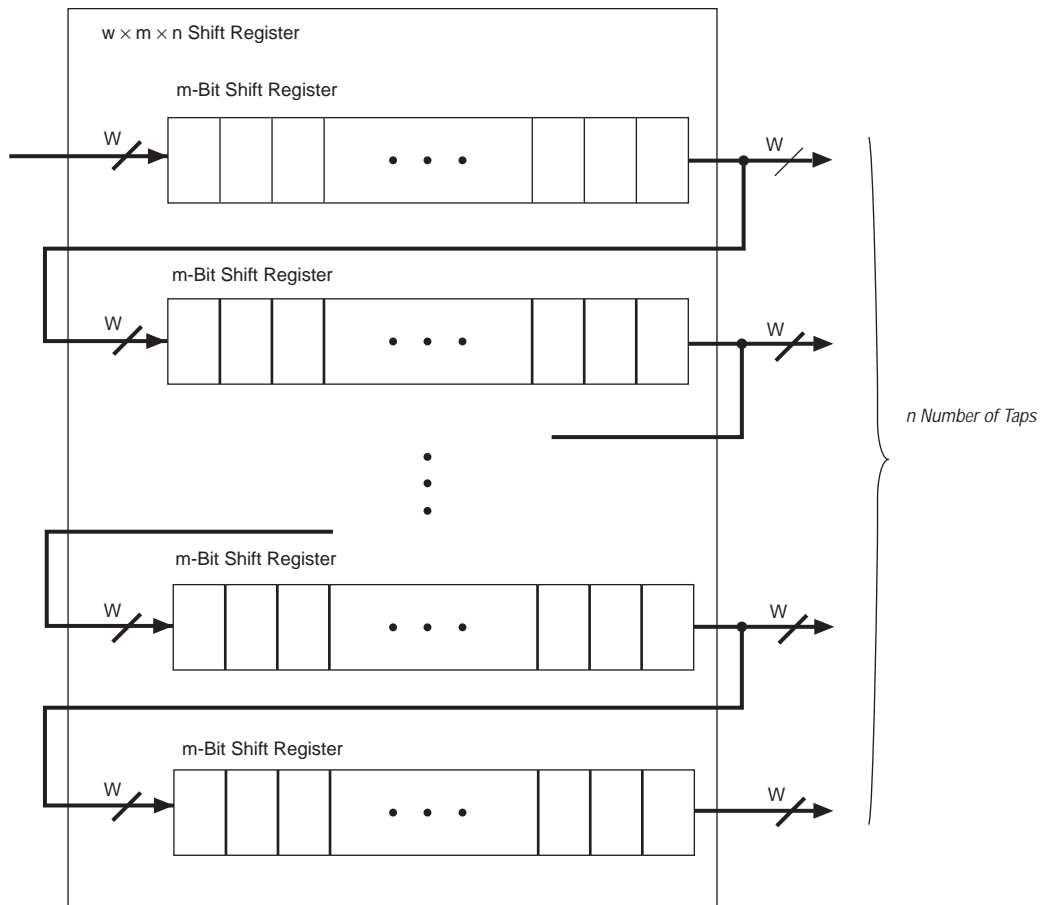 w × m × n Shift Register
m-Bit Shift Register
W
W
m-Bit Shift Register
W
W
n Number of Taps
m-Bit Shift Register
W
W
m-Bit Shift Register
W
W